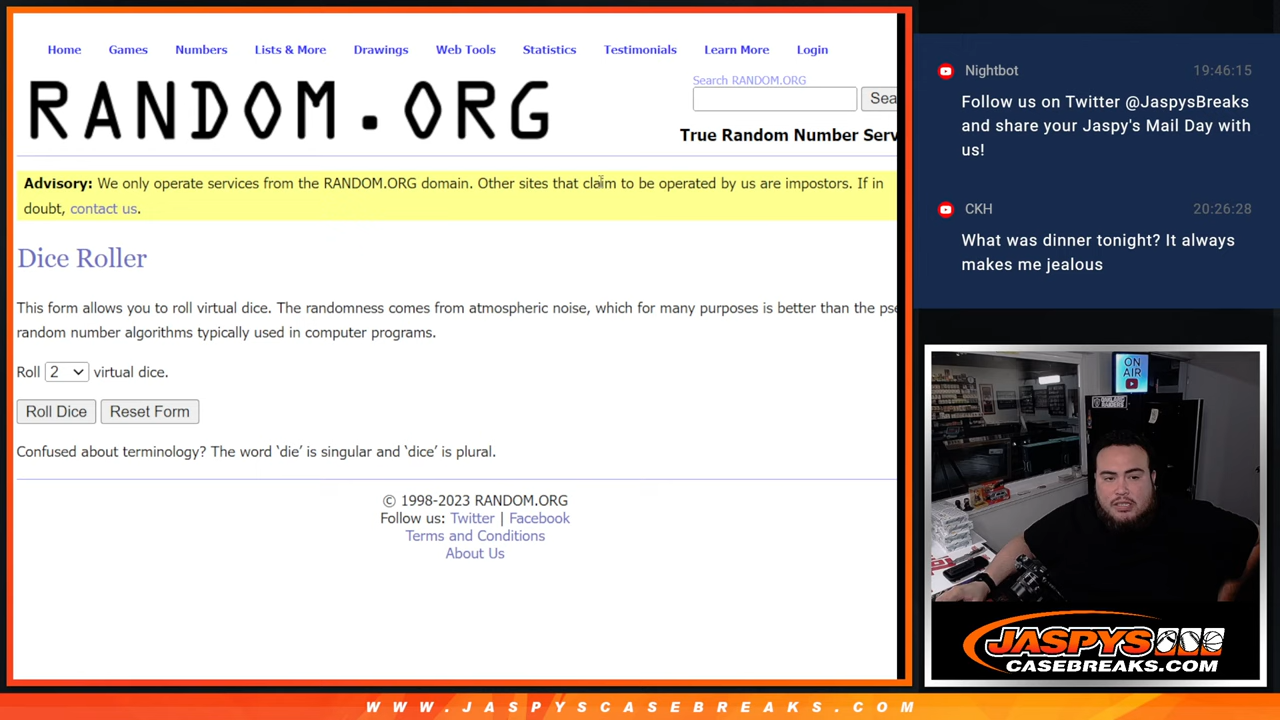 Home Games Numbers Lists & More Drawings Web Tools Statistics Testimonials Learn More Login
RANDOM.ORG
Search RANDOM.ORG
Sea
True Random Number Serv
Advisory: We only operate services from the RANDOM.ORG domain. Other sites that claim to be operated by us are impostors. If in
doubt, contact us.
Dice Roller
This form allows you to roll virtual dice. The randomness comes from atmospheric noise, which for many purposes is better than the pse
random number algorithms typically used in computer programs.
Roll 2 virtual dice.
Roll Dice Reset Form
Confused about terminology? The word ‘die’ is singular and ‘dice’ is plural.
© 1998-2023 RANDOM.ORG
Follow us: Twitter | Facebook
Terms and Conditions
About Us
Nightbot 19:46:15
Follow us on Twitter @JaspysBreaks
and share your Jaspy's Mail Day with
us!
CKH 20:26:28
What was dinner tonight? It always
makes me jealous
ON
AIR
JASPYS
CASEBREAKS.COM
WWW.JASPYSCASEBREAKS.COM